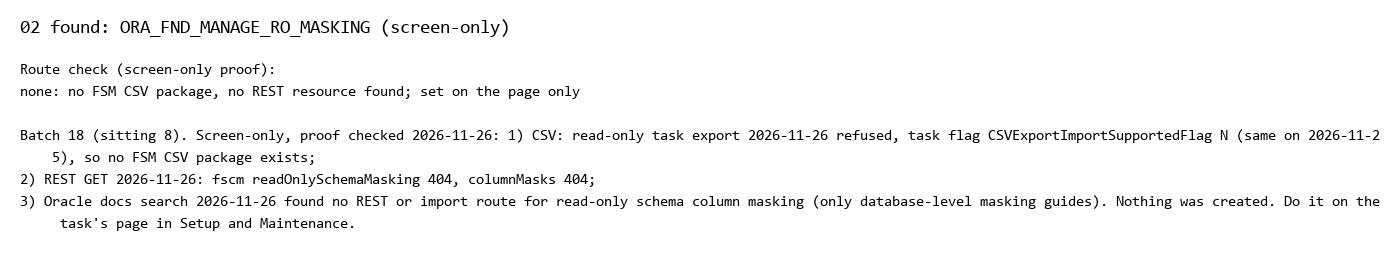 02 found: ORA_FND_MANAGE_RO_MASKING (screen-only)
Route check (screen-only proof):
none: no FSM CSV package, no REST resource found; set on the page only
Batch 18 (sitting 8). Screen-only, proof checked 2026-11-26: 1) CSV: read-only task export 2026-11-26 refused, task flag CSVExportImportSupportedFlag N (same on 2026-11-2
5), so no FSM CSV package exists;
2) REST GET 2026-11-26: fscm readOnlySchemaMasking 404, columnMasks 404;
3) Oracle docs search 2026-11-26 found no REST or import route for read-only schema column masking (only database-level masking guides). Nothing was created. Do it on the
task's page in Setup and Maintenance.